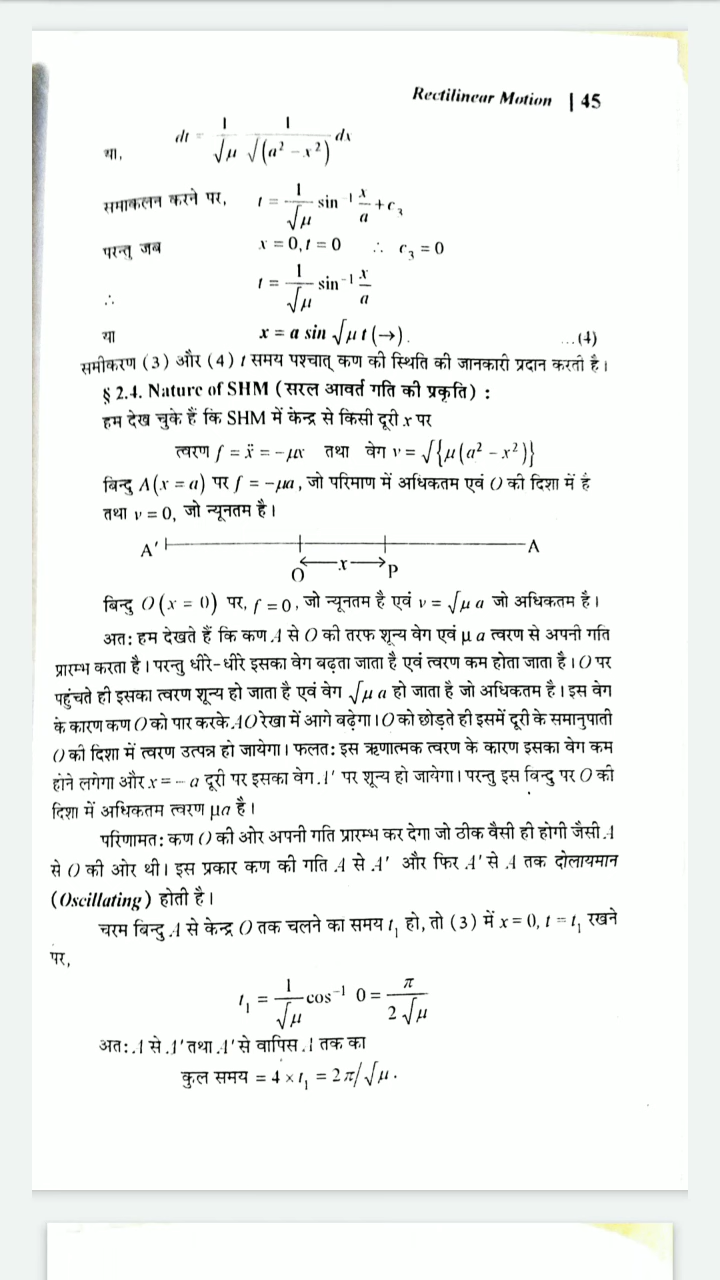 Rectilinear Motion | 45
या, dt = 1/√μ 1/√(a² − x²) dx
समाकलन करने पर, t = 1/√μ sin⁻¹ x/a + c₃
परन्तु जब x = 0, t = 0 ∴ c₃ = 0
∴ t = 1/√μ sin⁻¹ x/a
या x = a sin √μ t (→). ...(4)
समीकरण (3) और (4) t समय पश्चात् कण की स्थिति की जानकारी प्रदान करती है।
§ 2.4. Nature of SHM (सरल आवर्त गति की प्रकृति) :
हम देख चुके हैं कि SHM में केन्द्र से किसी दूरी x पर
त्वरण f = ẍ = −μx तथा वेग v = √{μ(a² − x²)}
बिन्दु A(x = a) पर f = −μa, जो परिमाण में अधिकतम एवं O की दिशा में है
तथा v = 0, जो न्यूनतम है।
A′ A
O x P
बिन्दु O(x = 0) पर, f = 0, जो न्यूनतम है एवं v = √μ a जो अधिकतम है।
अतः हम देखते हैं कि कण A से O की तरफ शून्य वेग एवं μ a त्वरण से अपनी गति
प्रारम्भ करता है। परन्तु धीरे-धीरे इसका वेग बढ़ता जाता है एवं त्वरण कम होता जाता है। O पर
पहुंचते ही इसका त्वरण शून्य हो जाता है एवं वेग √μ a हो जाता है जो अधिकतम है। इस वेग
के कारण कण O को पार करके AO रेखा में आगे बढ़ेगा। O को छोड़ते ही इसमें दूरी के समानुपाती
O की दिशा में त्वरण उत्पन्न हो जायेगा। फलतः इस ऋणात्मक त्वरण के कारण इसका वेग कम
होने लगेगा और x = − a दूरी पर इसका वेग A′ पर शून्य हो जायेगा। परन्तु इस बिन्दु पर O की
दिशा में अधिकतम त्वरण μa है।
परिणामतः कण O की ओर अपनी गति प्रारम्भ कर देगा जो ठीक वैसी ही होगी जैसी A
से O की ओर थी। इस प्रकार कण की गति A से A′ और फिर A′ से A तक दोलायमान
(Oscillating) होती है।
चरम बिन्दु A से केन्द्र O तक चलने का समय t₁ हो, तो (3) में x = 0, t = t₁ रखने
पर,
t₁ = 1/√μ cos⁻¹ 0 = π/2√μ
अतः A से A′ तथा A′ से वापिस A तक का
कुल समय = 4 × t₁ = 2π/√μ.